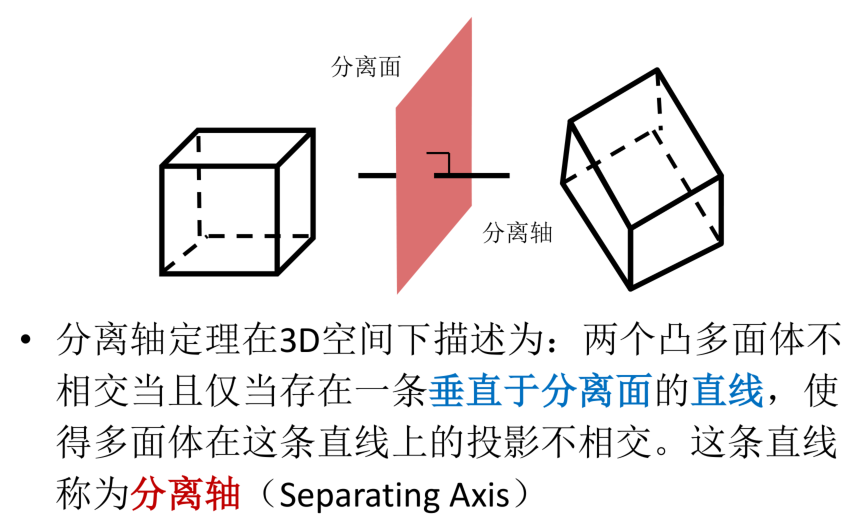 分离面
分离轴
• 分离轴定理在3D空间下描述为：两个凸多面体不
相交当且仅当存在一条垂直于分离面的直线，使
得多面体在这条直线上的投影不相交。这条直线
称为分离轴（Separating Axis）